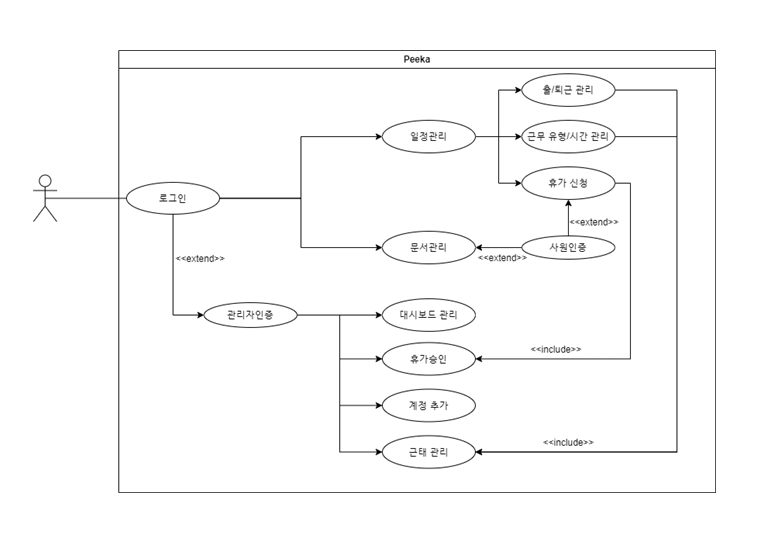 Peeka
출/퇴근 관리
일정관리
근무 유형/시간 관리
휴가 신청
로그인
<<extend>>
문서관리
사원인증
<<extend>>
<<extend>>
관리자인증
대시보드 관리
<<include>>
휴가승인
계정 추가
<<include>>
근태 관리